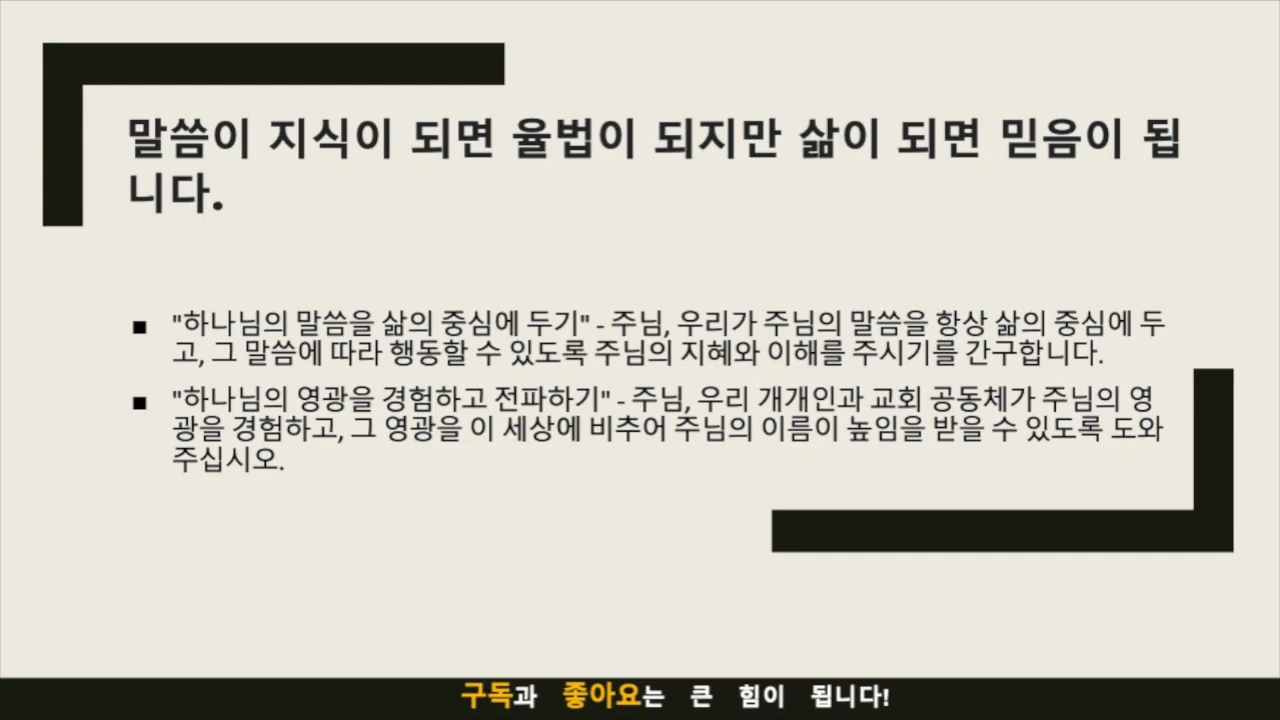 말씀이 지식이 되면 율법이 되지만 삶이 되면 믿음이 됩
니다.
■ "하나님의 말씀을 삶의 중심에 두기" - 주님, 우리가 주님의 말씀을 항상 삶의 중심에 두
고, 그 말씀에 따라 행동할 수 있도록 주님의 지혜와 이해를 주시기를 간구합니다.
■ "하나님의 영광을 경험하고 전파하기" - 주님, 우리 개개인과 교회 공동체가 주님의 영
광을 경험하고, 그 영광을 이 세상에 비추어 주님의 이름이 높임을 받을 수 있도록 도와
주십시오.
구독과 좋아요는 큰 힘이 됩니다!